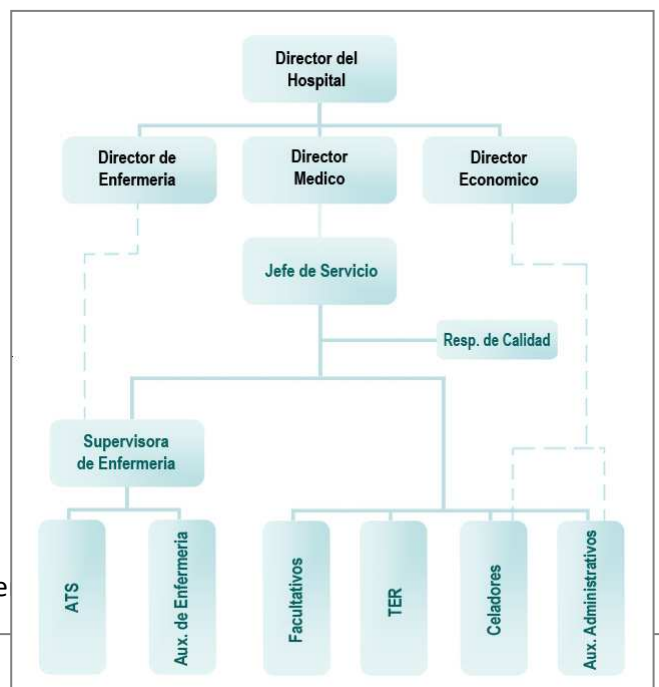 Director del
Hospital
Director de
Enfermeria
Director
Medico
Director
Economico
Jefe de Servicio
Resp. de Calidad
Supervisora
de Enfermeria
ATS
Aux. de Enfermeria
Facultativos
TER
Celadores
Aux. Administrativos
e